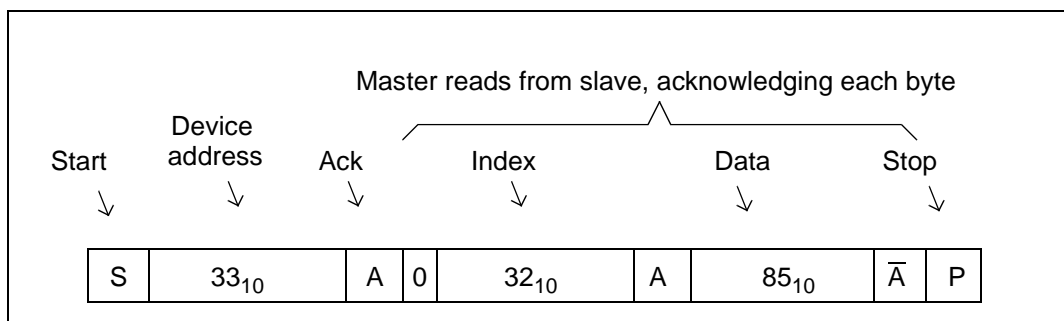 Master reads from slave, acknowledging each byte
Device
address
Start
Ack
Index
Data
Stop
S 33₁₀ A 0 32₁₀ A 85₁₀ A̅ P